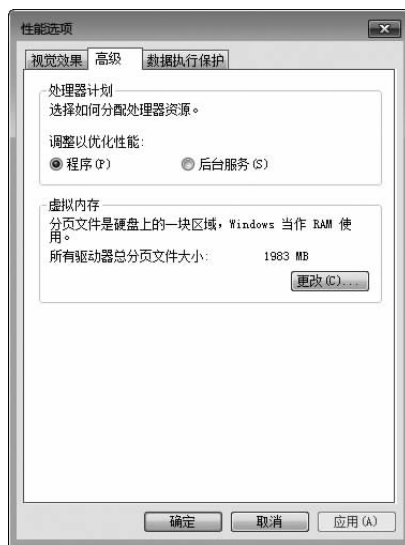 性能选项
视觉效果 高级 数据执行保护
处理器计划
选择如何分配处理器资源。
调整以优化性能:
程序(P) 后台服务(S)
虚拟内存
分页文件是硬盘上的一块区域，Windows 当作 RAM 使
用。
所有驱动器总分页文件大小: 1983 MB
更改(C)...
确定 取消 应用(A)